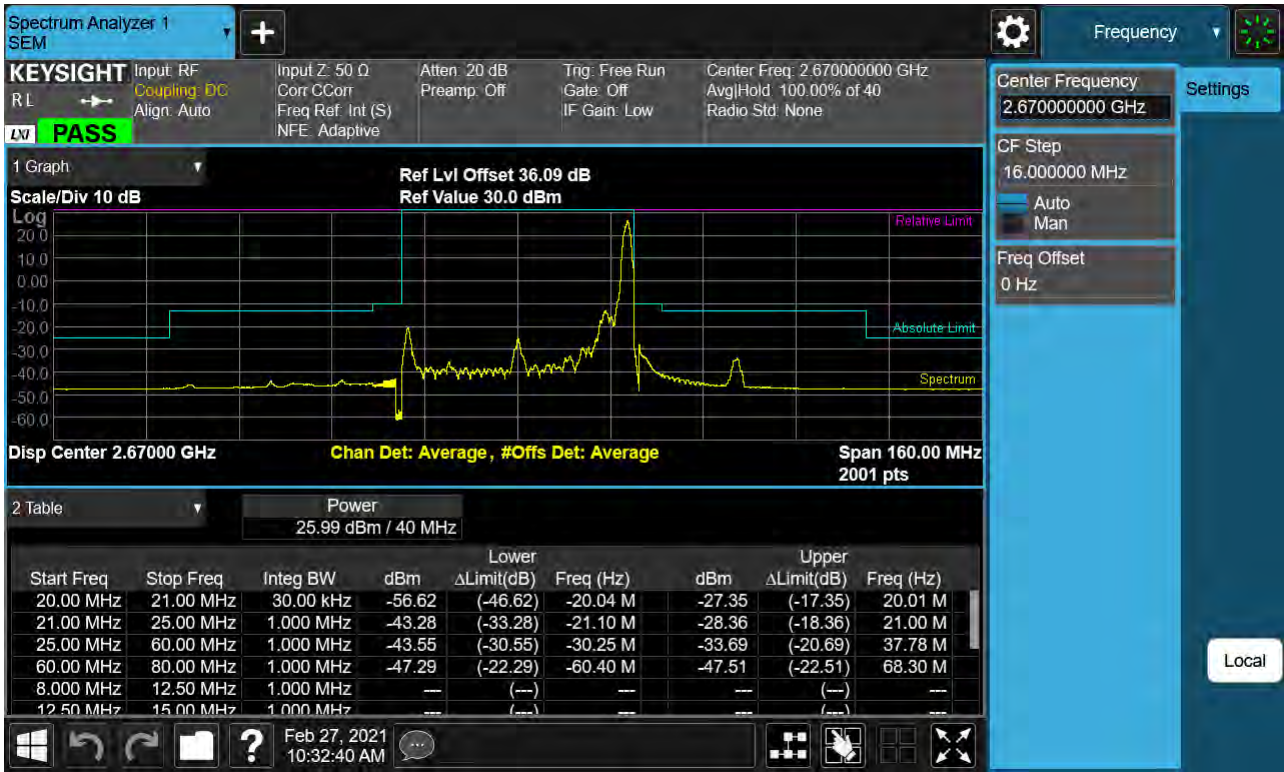 Spectrum Analyzer 1
SEM
Frequency
KEYSIGHT
RL
LXI PASS
Input: RF
Coupling: DC
Align: Auto
Input Z: 50 Ω
Corr CCorr
Freq Ref: Int (S)
NFE: Adaptive
Atten: 20 dB
Preamp: Off
Trig: Free Run
Gate: Off
IF Gain: Low
Center Freq: 2.670000000 GHz
Avg|Hold: 100.00% of 40
Radio Std: None
Center Frequency
2.670000000 GHz
Settings
CF Step
16.000000 MHz
Auto
Man
Freq Offset
0 Hz
Local
1 Graph
Ref Lvl Offset 36.09 dB
Scale/Div 10 dB Ref Value 30.0 dBm
Log
20.0
10.0
0.00
-10.0
-20.0
-30.0
-40.0
-50.0
-60.0
Relative Limit
Absolute Limit
Spectrum
Disp Center 2.67000 GHz Chan Det: Average, #Offs Det: Average Span 160.00 MHz
2001 pts
2 Table
Power
25.99 dBm / 40 MHz
Lower Upper
Start Freq Stop Freq Integ BW dBm ΔLimit(dB) Freq (Hz) dBm ΔLimit(dB) Freq (Hz)
20.00 MHz 21.00 MHz 30.00 kHz -56.62 (-46.62) -20.04 M -27.35 (-17.35) 20.01 M
21.00 MHz 25.00 MHz 1.000 MHz -43.28 (-33.28) -21.10 M -28.36 (-18.36) 21.00 M
25.00 MHz 60.00 MHz 1.000 MHz -43.55 (-30.55) -30.25 M -33.69 (-20.69) 37.78 M
60.00 MHz 80.00 MHz 1.000 MHz -47.29 (-22.29) -60.40 M -47.51 (-22.51) 68.30 M
8.000 MHz 12.50 MHz 1.000 MHz --- (---) --- --- (---) ---
12.50 MHz 15.00 MHz 1.000 MHz --- (---) --- --- (---) ---
Feb 27, 2021
10:32:40 AM